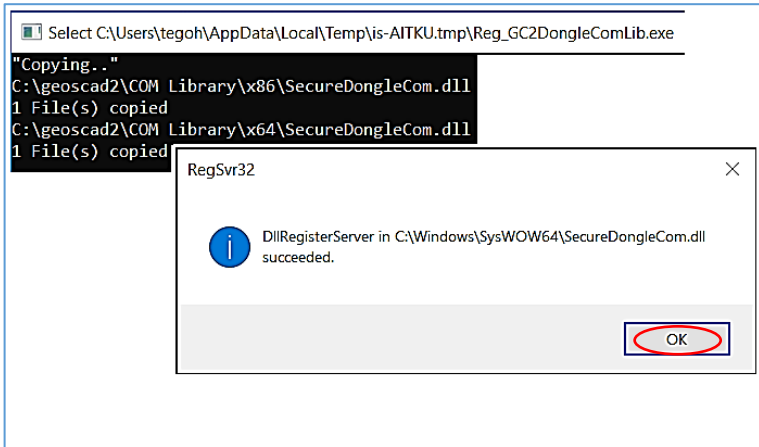 Select C:\Users\tegoh\AppData\Local\Temp\is-AITKU.tmp\Reg_GC2DongleComLib.exe
"Copying.."
C:\geoscad2\COM Library\x86\SecureDongleCom.dll
1 File(s) copied
C:\geoscad2\COM Library\x64\SecureDongleCom.dll
1 File(s) copied
RegSvr32
DllRegisterServer in C:\Windows\SysWOW64\SecureDongleCom.dll
succeeded.
OK